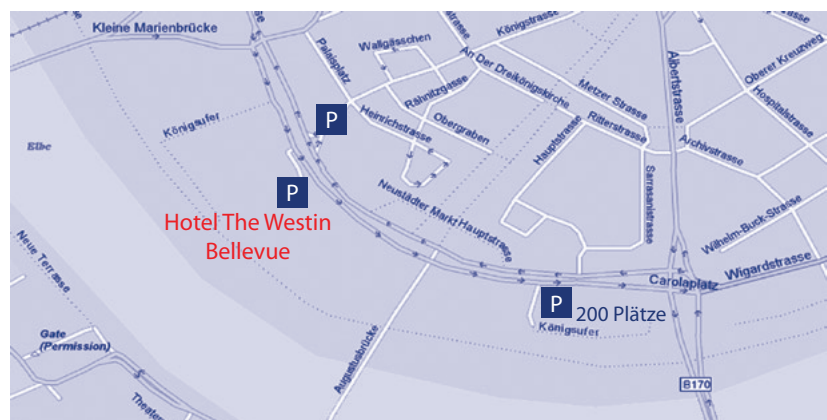 Kleine Marienbrücke
Palaisplatz
Wallgässchen
Königstrasse
An Der Dreikönigskirche
Albertstrasse
Oberer Kreuzweg
Metzer Strasse
Hospitalstrasse
Rähnitzgasse
Obergraben
Ritterstrasse
Archivstrasse
Heinrichstrasse
Hauptstrasse
Sarrasanistrasse
Königsufer
P
Elbe
P
Hotel The Westin
Bellevue
Neustädter Markt
Hauptstrasse
Wilhelm-Buck-Strasse
Wigardstrasse
Carolaplatz
Neue Terrasse
P
200 Plätze
Königsufer
Augustusbrücke
Gate
(Permission)
B170